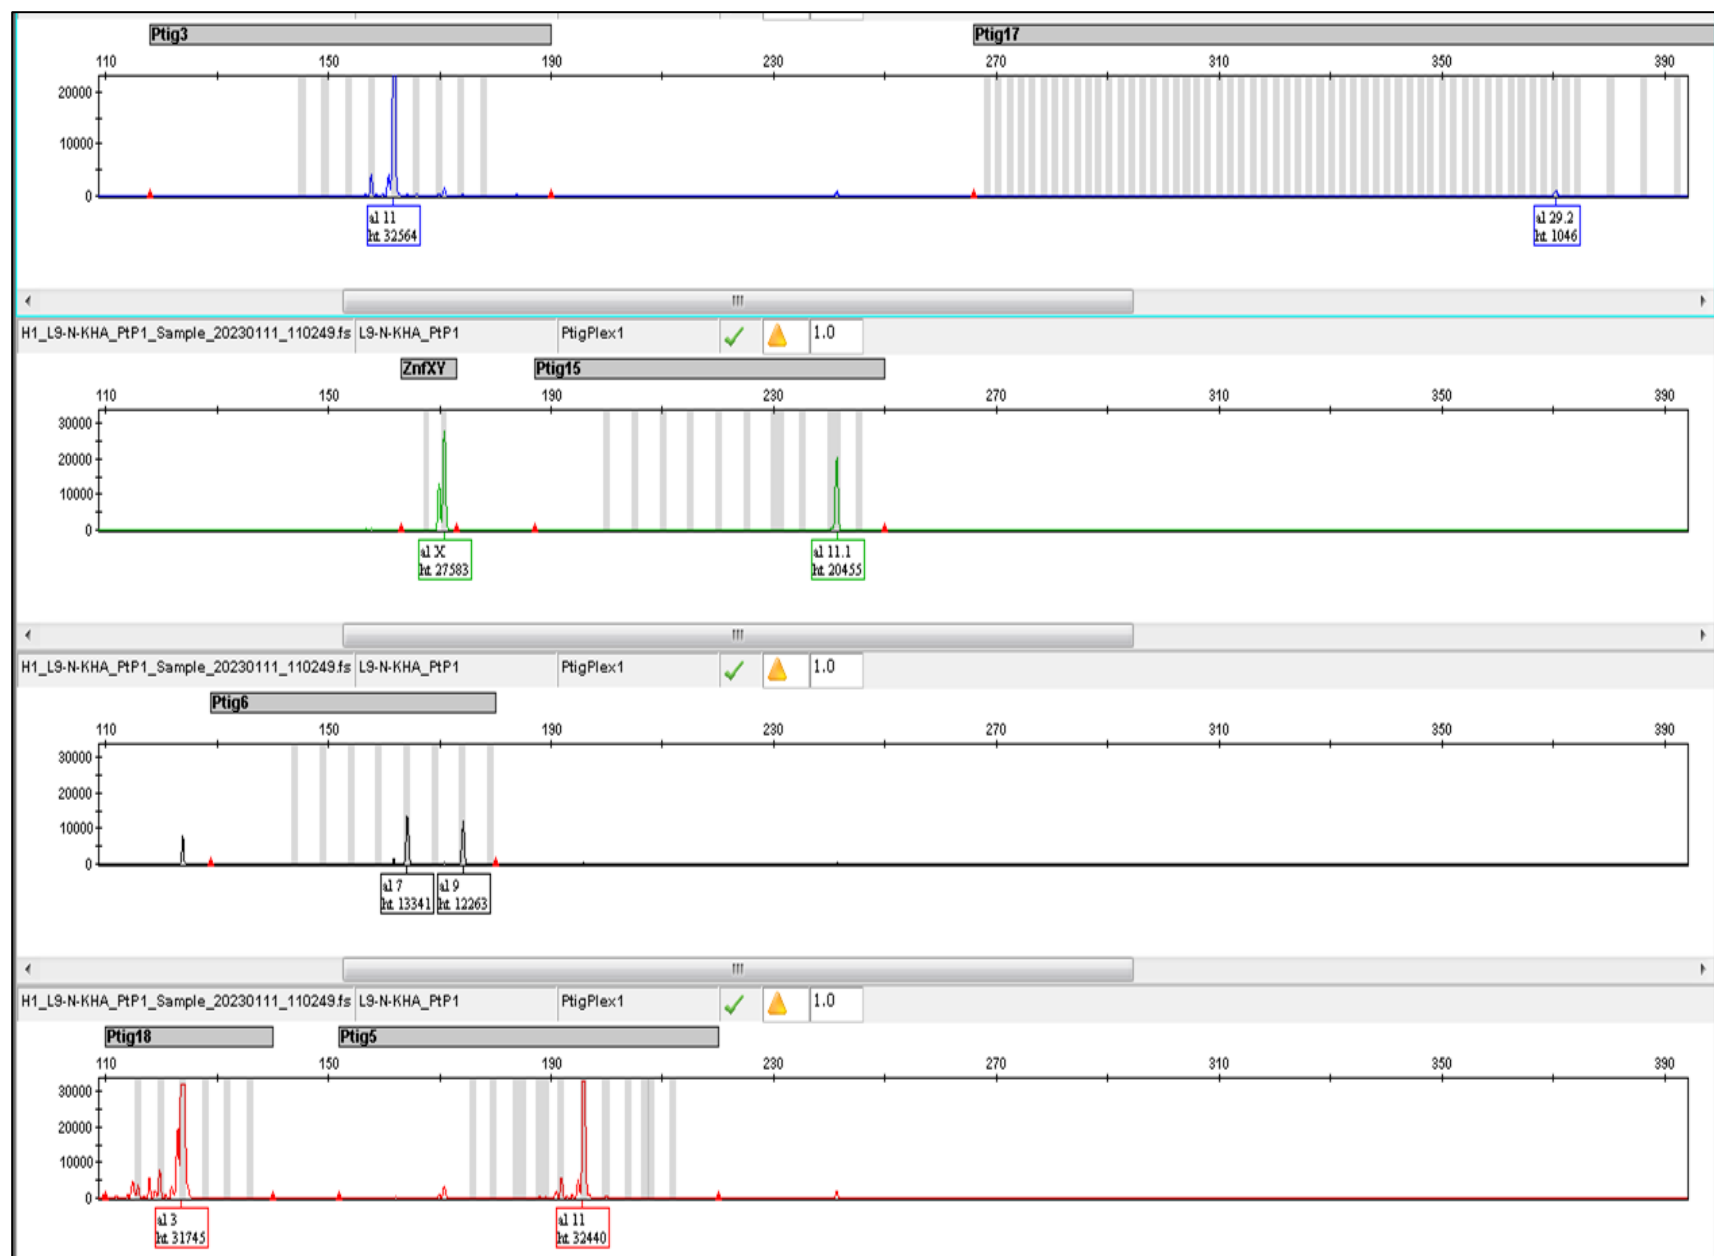 Ptig3 Ptig17
110 150 190 230 270 310 350 390
20000
10000
0
al 11
ht 32564
al 29.2
ht 1046
H1_L9-N-KHA_PtP1_Sample_20230111_110249.fs L9-N-KHA_PtP1 PtigPlex1 1.0
ZnfXY Ptig15
110 150 190 230 270 310 350 390
30000
20000
10000
0
al X
ht 27583
al 11.1
ht 20455
H1_L9-N-KHA_PtP1_Sample_20230111_110249.fs L9-N-KHA_PtP1 PtigPlex1 1.0
Ptig6
110 150 190 230 270 310 350 390
30000
20000
10000
0
al 7
ht 13341
al 9
ht 12263
H1_L9-N-KHA_PtP1_Sample_20230111_110249.fs L9-N-KHA_PtP1 PtigPlex1 1.0
Ptig18 Ptig5
110 150 190 230 270 310 350 390
30000
20000
10000
0
al 3
ht 31745
al 11
ht 32440